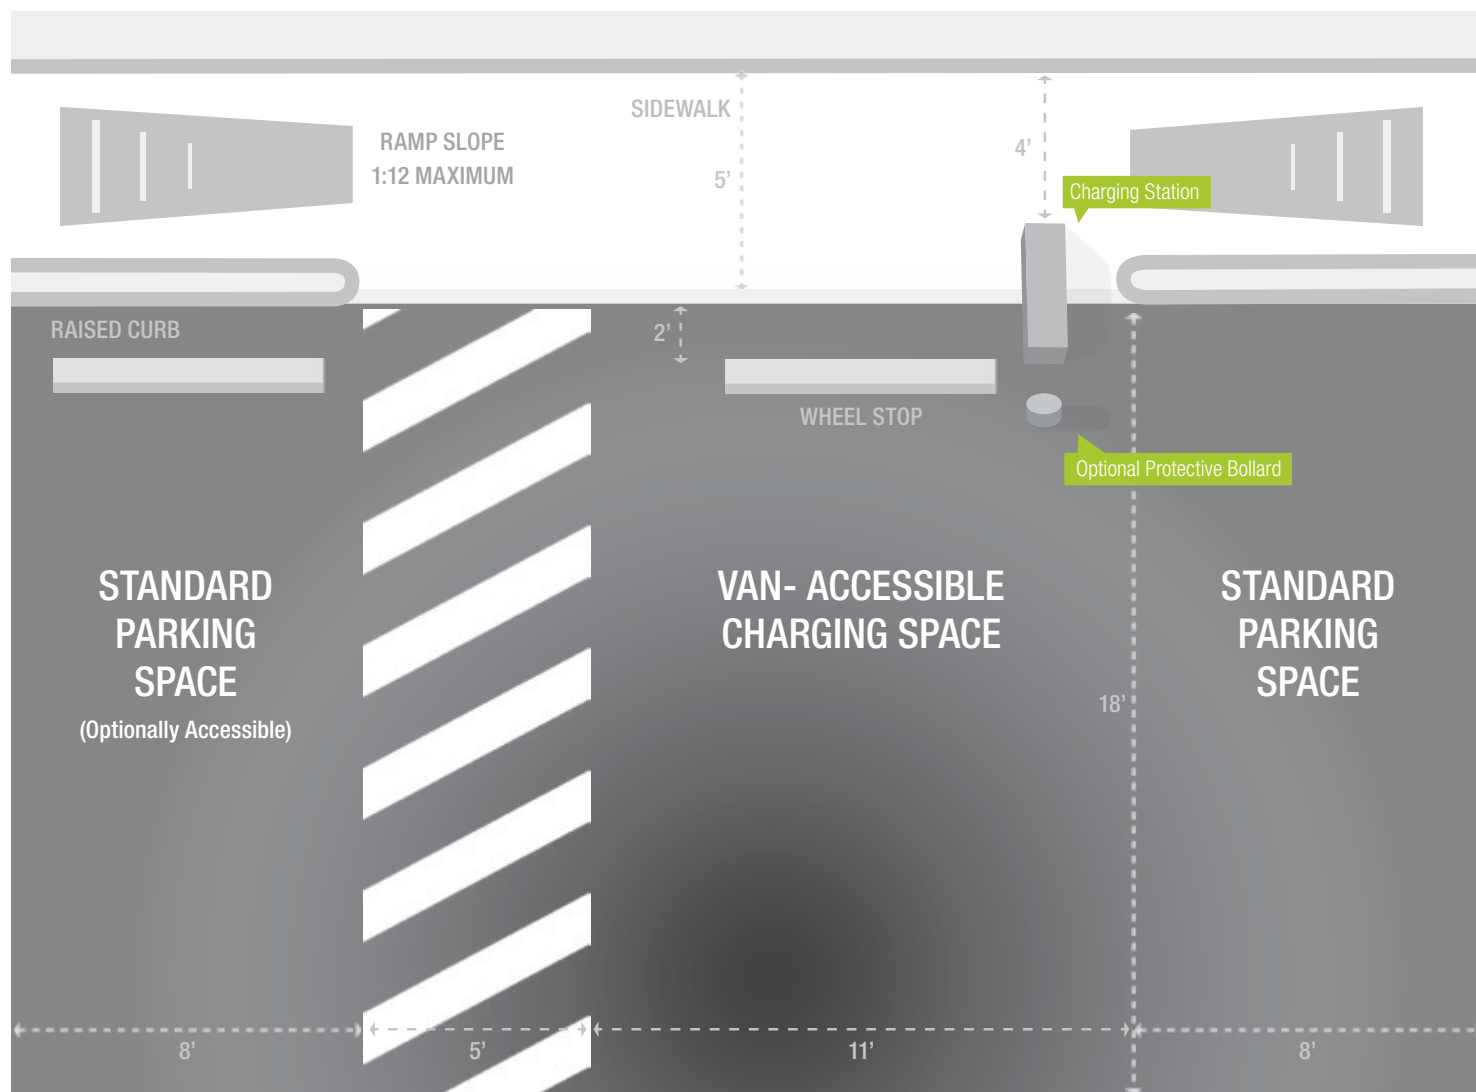 SIDEWALK
4’
RAMP SLOPE
1:12 MAXIMUM
5’
Charging Station
RAISED CURB
2’
WHEEL STOP
Optional Protective Bollard
STANDARD
PARKING
SPACE
(Optionally Accessible)
VAN- ACCESSIBLE
CHARGING SPACE
STANDARD
PARKING
SPACE
18’
8’
5’
11’
8’